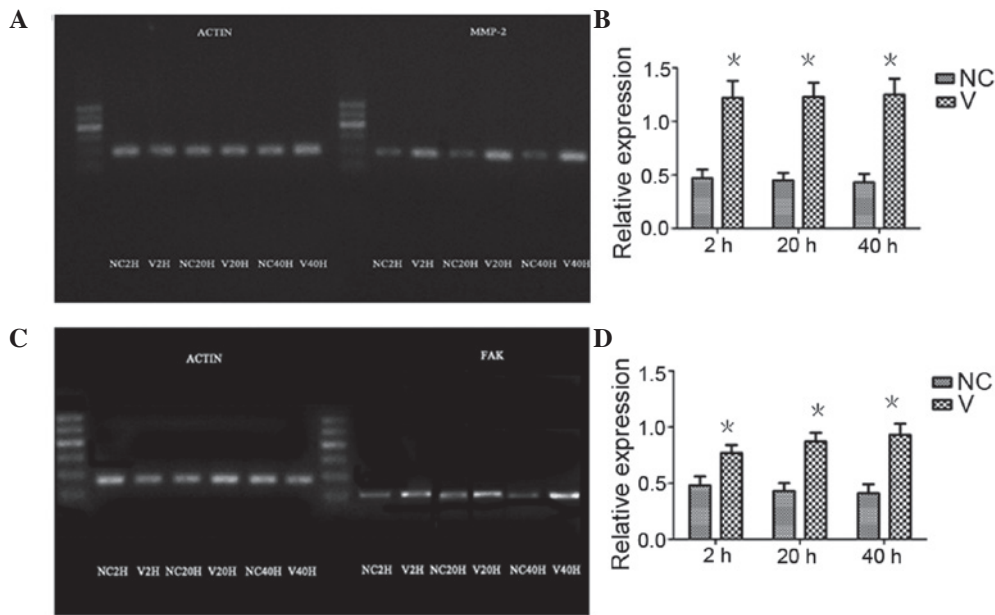 A
ACTIN
MMP-2
NC2H V2H NC20H V20H NC40H V40H NC2H V2H NC20H V20H NC40H V40H
B
Relative expression
1.5
1.0
0.5
0.0
* * *
2 h 20 h 40 h
NC
V
C
ACTIN
FAK
NC2H V2H NC20H V20H NC40H V40H NC2H V2H NC20H V20H NC40H V40H
D
Relative expression
1.5
1.0
0.5
0.0
* * *
2 h 20 h 40 h
NC
V